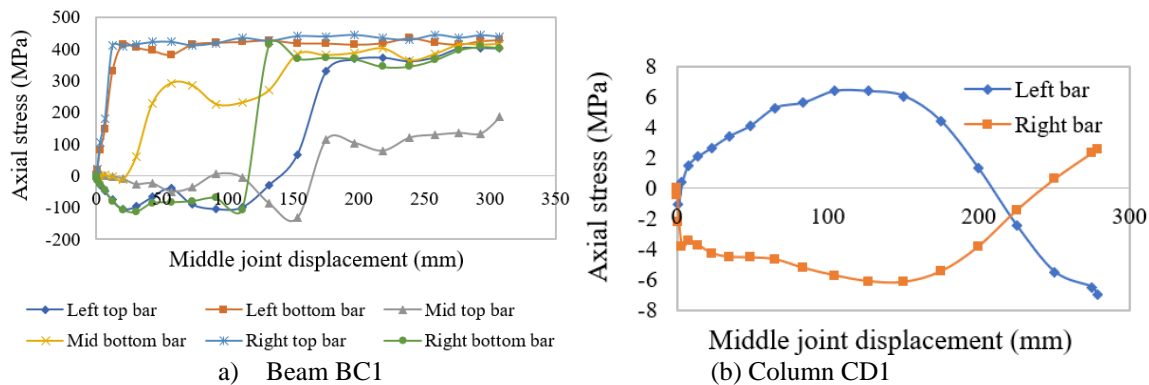 500
400
300
200
100
0
-100
-200
0
50
100
150
200
250
300
350
Axial stress (MPa)
Middle joint displacement (mm)
Left top bar
Left bottom bar
Mid top bar
Mid bottom bar
Right top bar
Right bottom bar
a) Beam BC1
8
6
4
2
0
-2
-4
-6
-8
0
100
200
300
Axial stress (MPa)
Left bar
Right bar
Middle joint displacement (mm)
(b) Column CD1